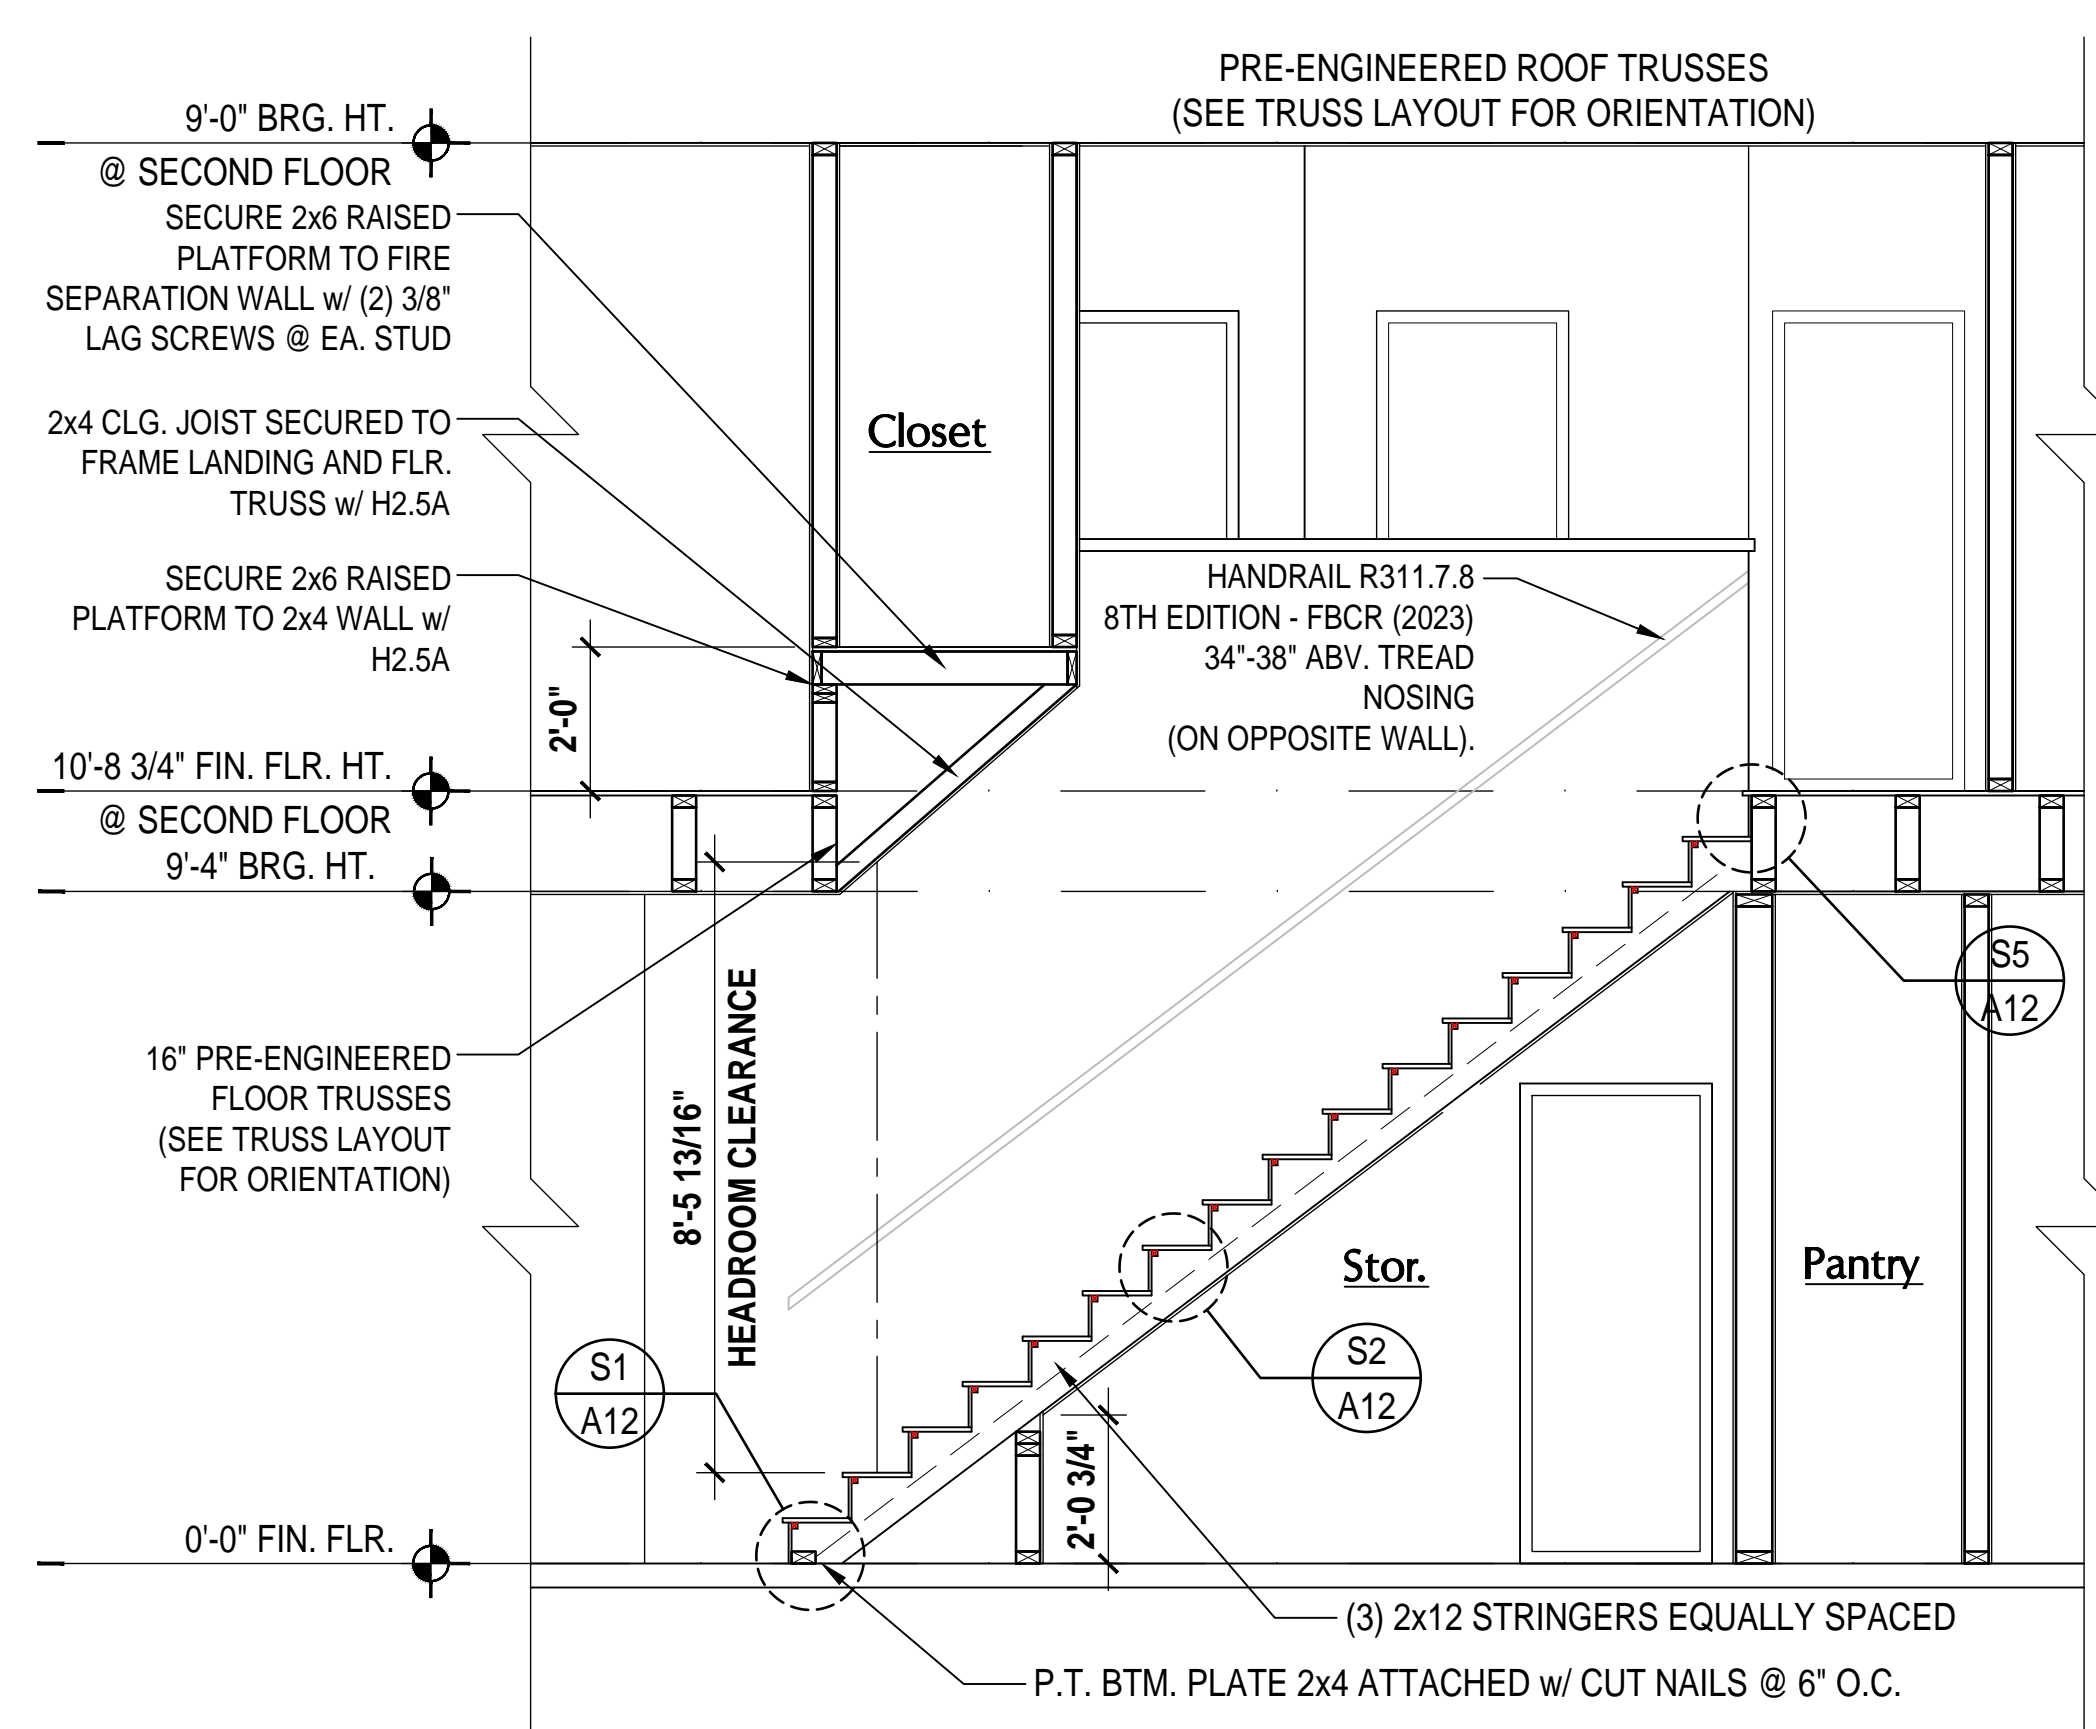 PRE-ENGINEERED ROOF TRUSSES
(SEE TRUSS LAYOUT FOR ORIENTATION)
9'-0" BRG. HT.
@ SECOND FLOOR
SECURE 2x6 RAISED
PLATFORM TO FIRE
SEPARATION WALL w/ (2) 3/8"
LAG SCREWS @ EA. STUD
2x4 CLG. JOIST SECURED TO
FRAME LANDING AND FLR.
TRUSS w/ H2.5A
Closet
SECURE 2x6 RAISED
PLATFORM TO 2x4 WALL w/
H2.5A
HANDRAIL R311.7.8
8TH EDITION - FBCR (2023)
34"-38" ABV. TREAD
NOSING
(ON OPPOSITE WALL).
2'-0"
10'-8 3/4" FIN. FLR. HT.
@ SECOND FLOOR
9'-4" BRG. HT.
S5
A12
16" PRE-ENGINEERED
FLOOR TRUSSES
(SEE TRUSS LAYOUT
FOR ORIENTATION)
8'-5 13/16"
HEADROOM CLEARANCE
Stor.
Pantry
S1
A12
S2
A12
2'-0 3/4"
0'-0" FIN. FLR.
(3) 2x12 STRINGERS EQUALLY SPACED
P.T. BTM. PLATE 2x4 ATTACHED w/ CUT NAILS @ 6" O.C.